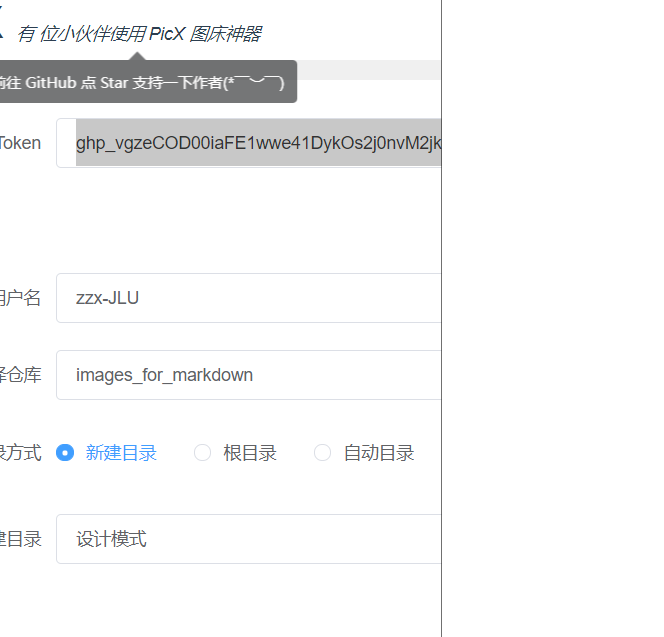 有 位小伙伴使用 PicX 图床神器
前往 GitHub 点 Star 支持一下作者(*￣︶￣)
Token
ghp_vgzeCOD00iaFE1wwe41DykOs2j0nvM2jk
用户名
zzx-JLU
择仓库
images_for_markdown
录方式
新建目录
根目录
自动目录
建目录
设计模式